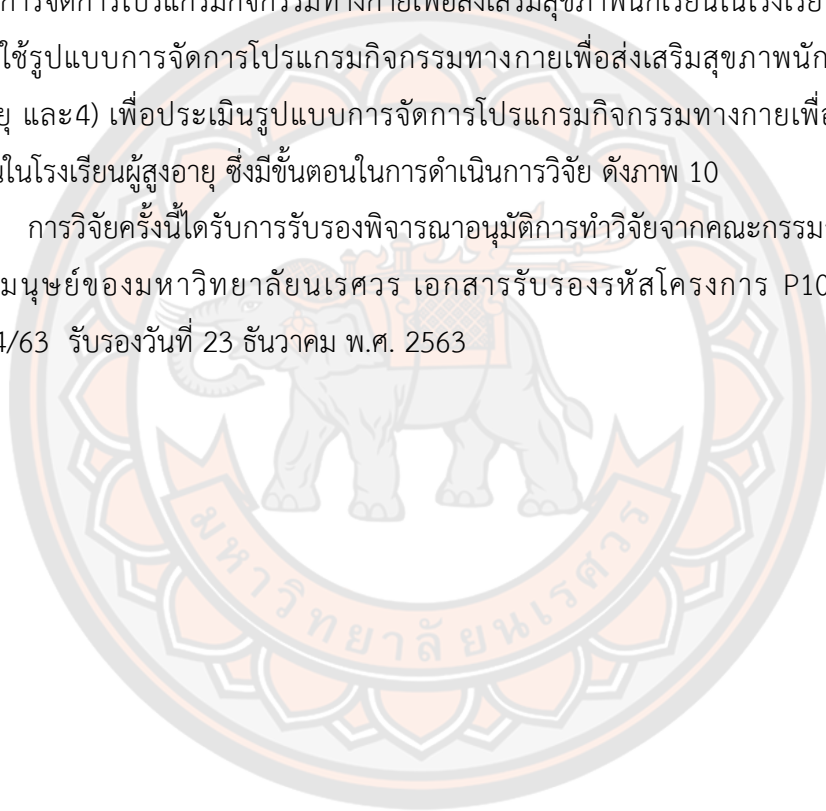 การจัดการโปรแกรมกิจกรรมทางกายเพื่อส่งเสริมสุขภาพนักเรียนในโรงเรีย
ใช้รูปแบบการจัดการโปรแกรมกิจกรรมทางกายเพื่อส่งเสริมสุขภาพนัก
ยุ และ4) เพื่อประเมินรูปแบบการจัดการโปรแกรมกิจกรรมทางกายเพื่อ
นในโรงเรียนผู้สูงอายุ ซึ่งมีขั้นตอนในการดำเนินการวิจัย ดังภาพ 10
การวิจัยครั้งนี้ไดรับการรับรองพิจารณาอนุมัติการทำวิจัยจากคณะกรรม
มนุษย์ของมหาวิทยาลัยนเรศวร เอกสารรับรองรหัสโครงการ P10
4/63 รับรองวันที่ 23 ธันวาคม พ.ศ. 2563
มหาวิทยาลัยนเรศวร